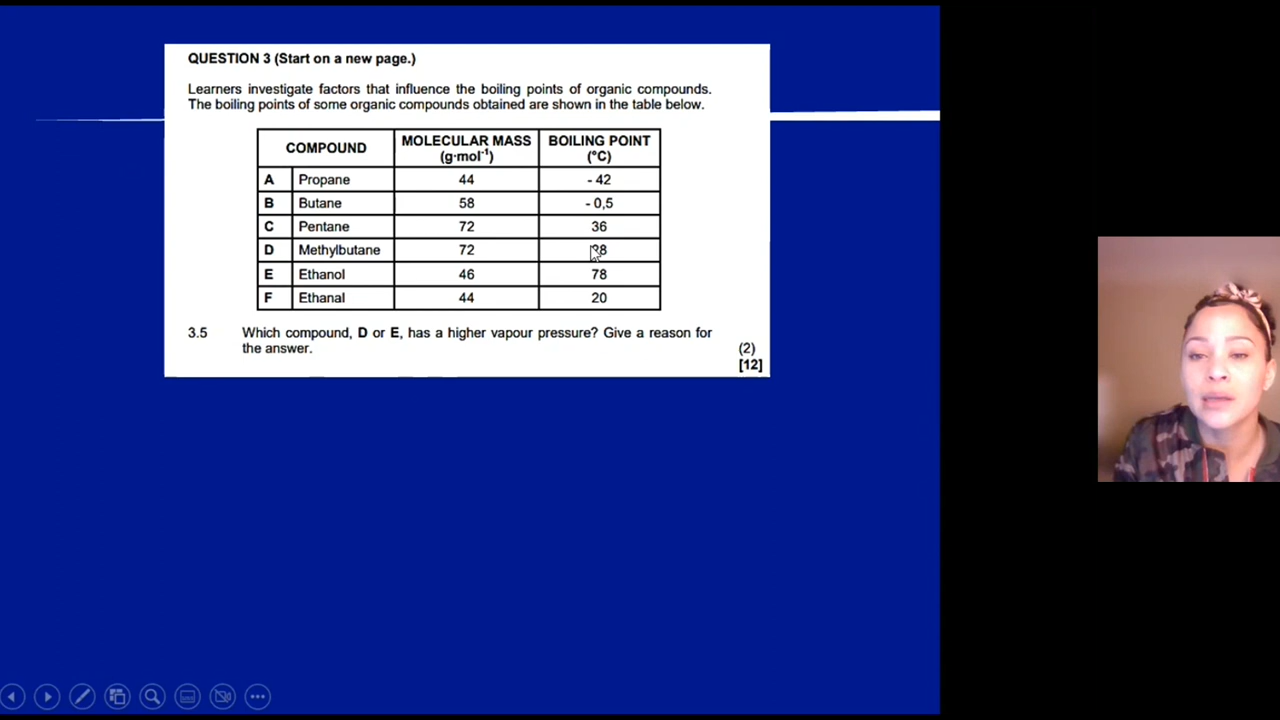 QUESTION 3 (Start on a new page.)
Learners investigate factors that influence the boiling points of organic compounds.
The boiling points of some organic compounds obtained are shown in the table below.
COMPOUND MOLECULAR MASS (g·mol⁻¹) BOILING POINT (°C)
A Propane 44 - 42
B Butane 58 - 0,5
C Pentane 72 36
D Methylbutane 72
E Ethanol 46 78
F Ethanal 44 20
3.5 Which compound, D or E, has a higher vapour pressure? Give a reason for
the answer. (2)
[12]